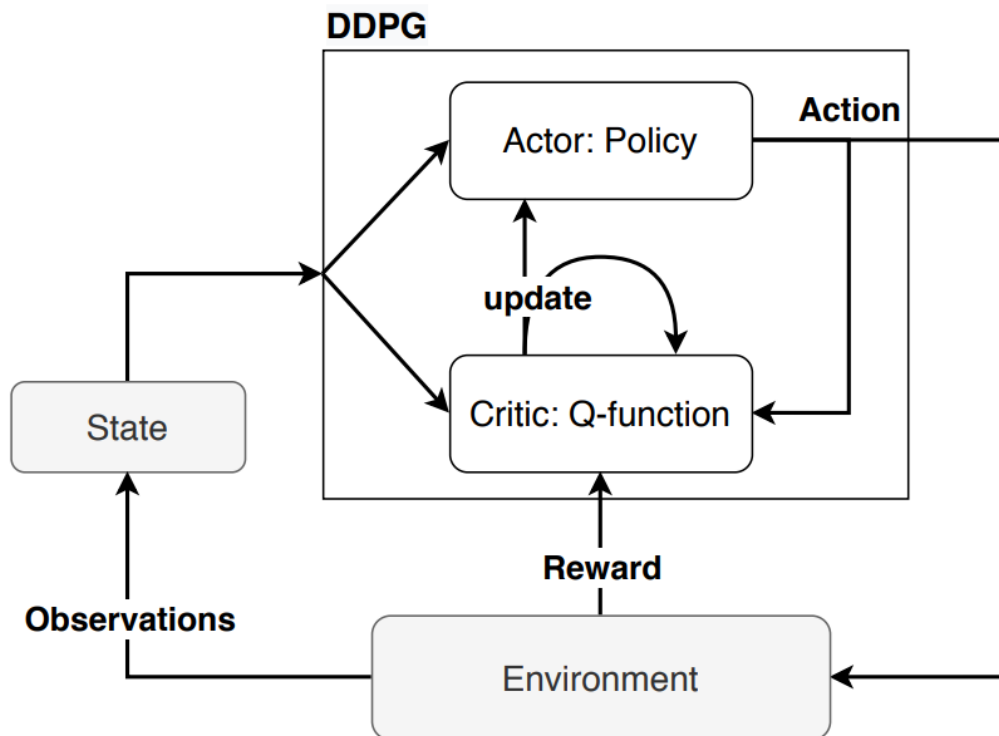 DDPG
Action
Actor: Policy
update
Critic: Q-function
State
Reward
Observations
Environment